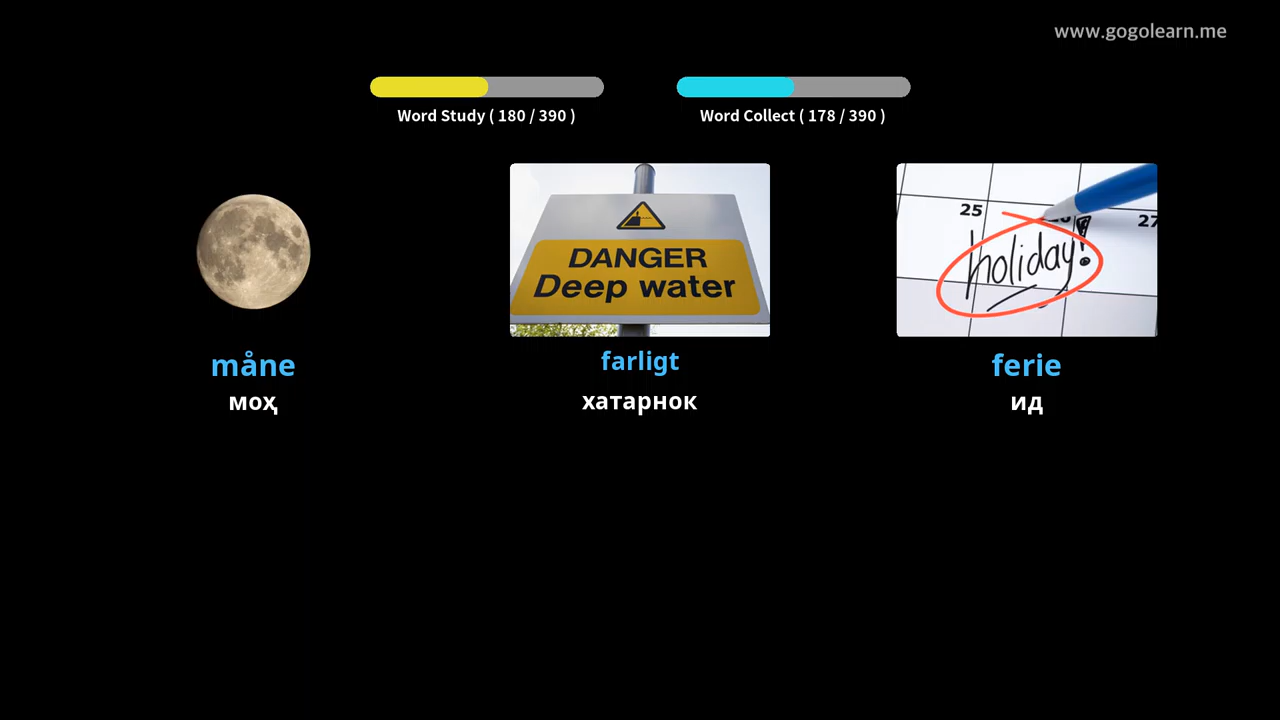 www.gogolearn.me
Word Study ( 180 / 390 )
Word Collect ( 178 / 390 )
DANGER
Deep water
25
27
holiday!
måne
farligt
ferie
моҳ
хатарнок
ид